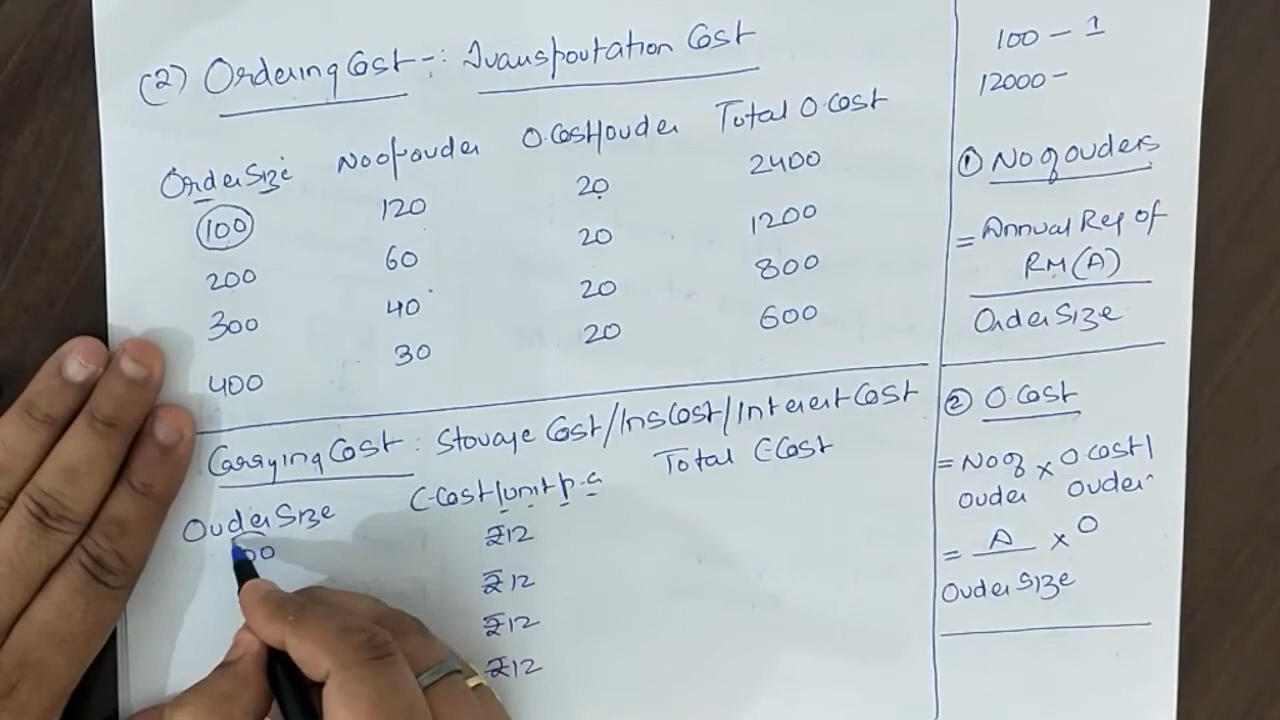 (2) Ordering Cost -: Transportation Cost
Order Size No of order O.Cost/order Total O.Cost
100 120 20 2400
200 60 20 1200
300 40 20 800
400 30 20 600
Carrying Cost : Storage Cost/Ins Cost/Interest Cost
Order Size C-Cost/unit p.a Total C-Cost
00 ₹12
₹12
₹12
₹12
100 - 1
12000 -
① No of orders
= Annual Req of
RM (A)
Order Size
② O.Cost
= No of × O cost/
order order
= A × O
Order Size